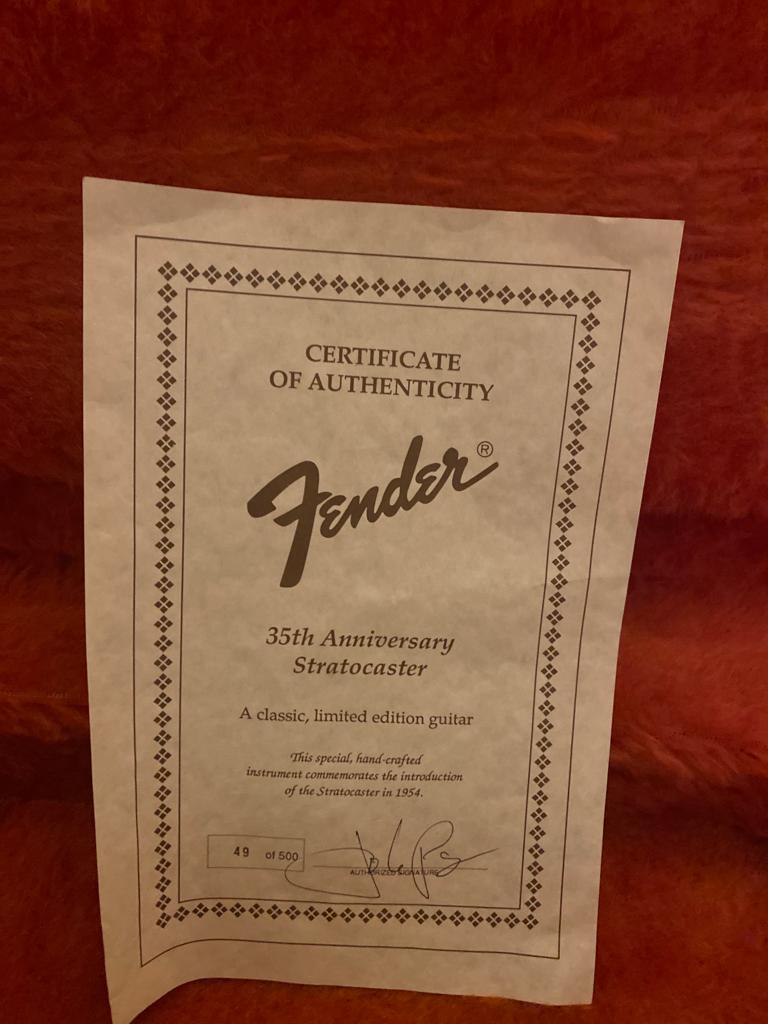 CERTIFICATE
OF AUTHENTICITY
Fender®
35th Anniversary
Stratocaster
A classic, limited edition guitar
This special, hand-crafted
instrument commemorates the introduction
of the Stratocaster in 1954.
49 of 500
AUTHORIZED SIGNATURE